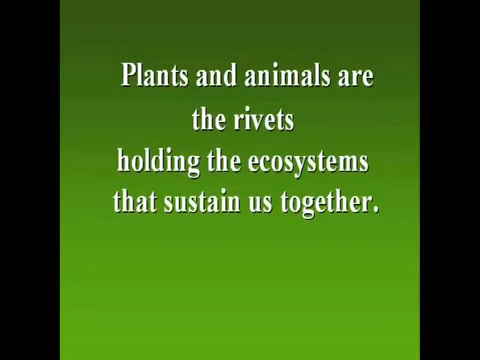 Plants and animals are
the rivets
holding the ecosystems
that sustain us together.